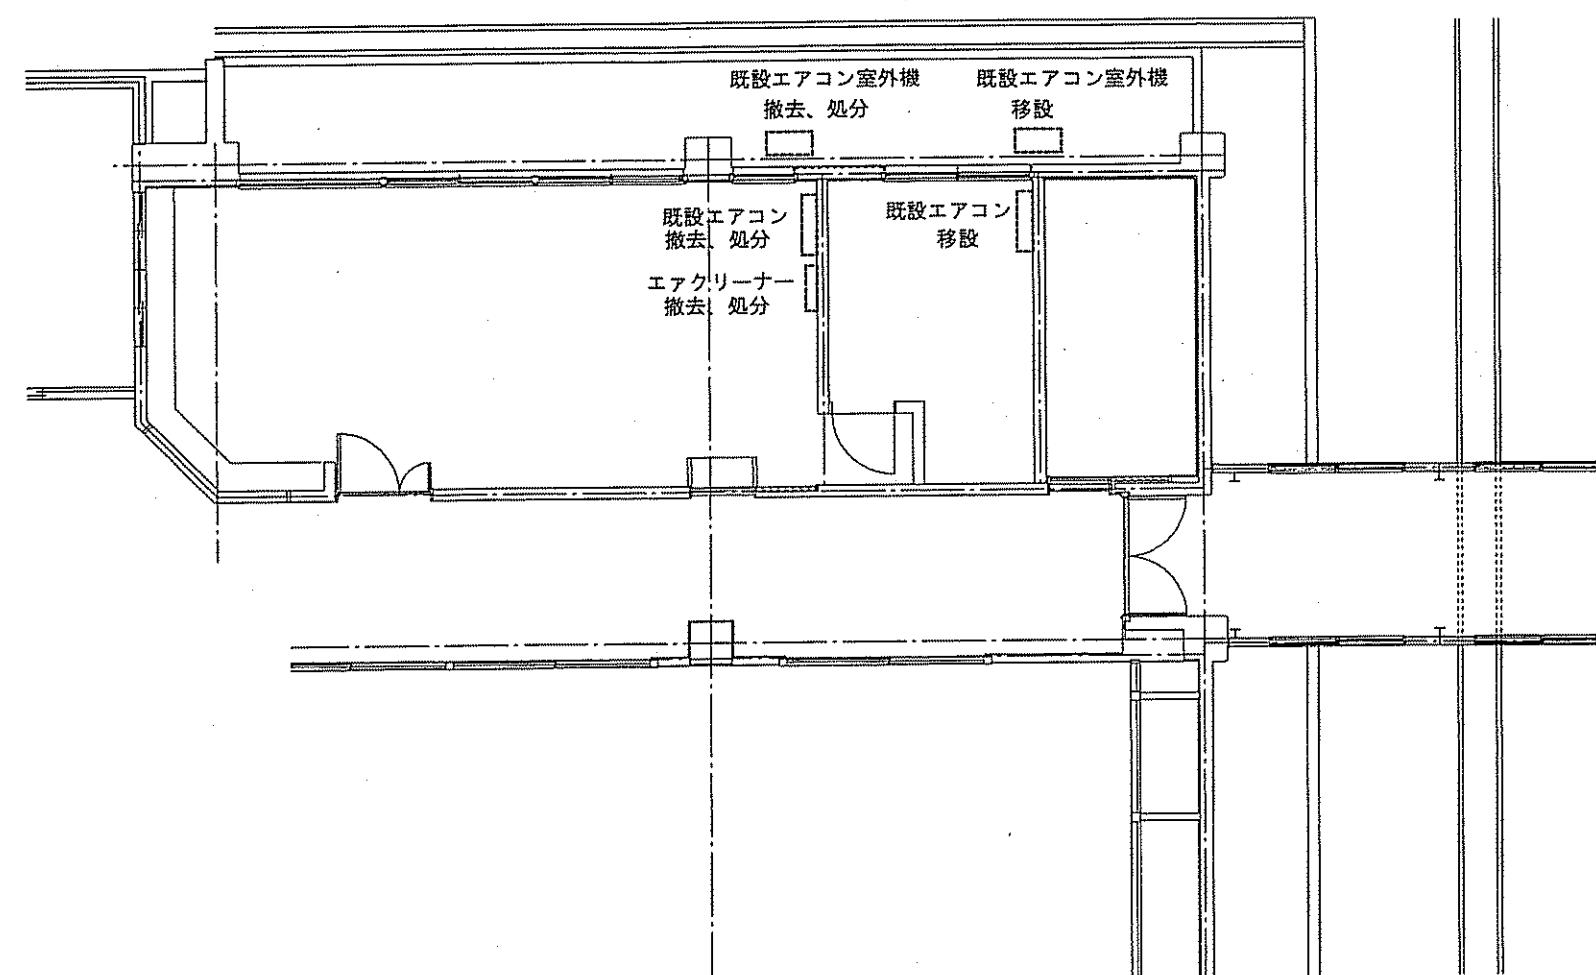 既設エアコン室外機
撤去、処分
既設エアコン室外機
移設
既設エアコン
撤去、処分
既設エアコン
移設
エァクリーナー
撤去、処分